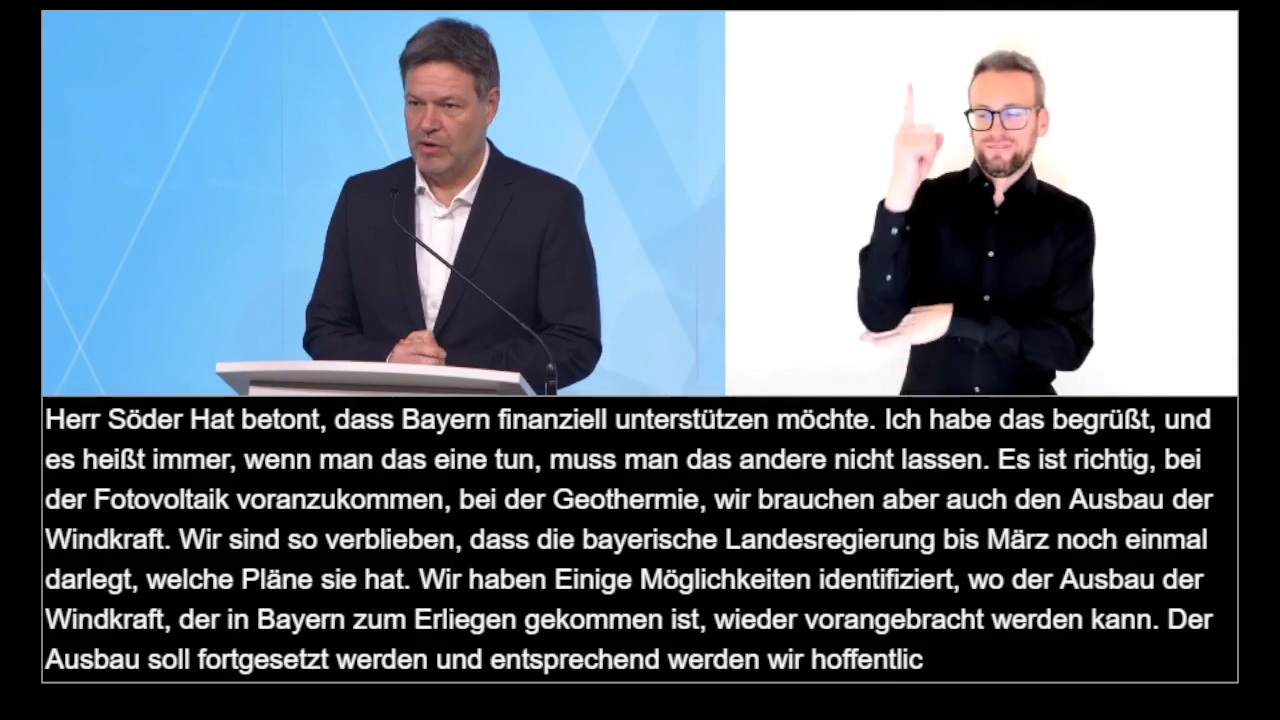 Herr Söder Hat betont, dass Bayern finanziell unterstützen möchte. Ich habe das begrüßt, und
es heißt immer, wenn man das eine tun, muss man das andere nicht lassen. Es ist richtig, bei
der Fotovoltaik voranzukommen, bei der Geothermie, wir brauchen aber auch den Ausbau der
Windkraft. Wir sind so verblieben, dass die bayerische Landesregierung bis März noch einmal
darlegt, welche Pläne sie hat. Wir haben Einige Möglichkeiten identifiziert, wo der Ausbau der
Windkraft, der in Bayern zum Erliegen gekommen ist, wieder vorangebracht werden kann. Der
Ausbau soll fortgesetzt werden und entsprechend werden wir hoffentlic